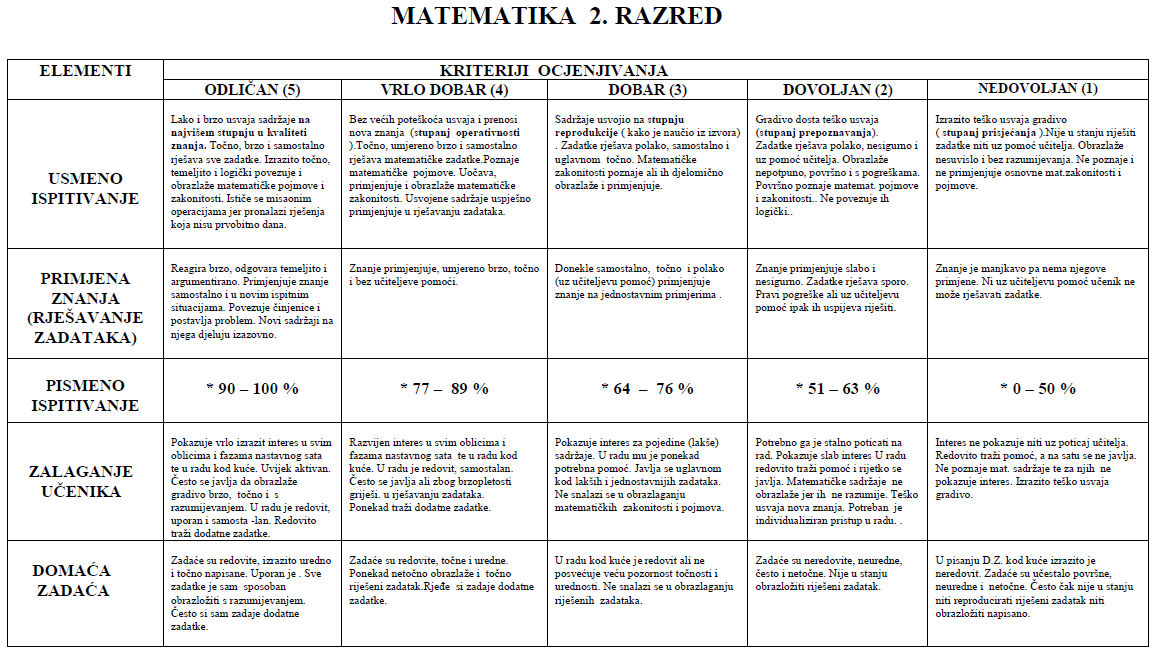 MATEMATIKA 2. RAZRED
ELEMENTI
KRITERIJI OCJENJIVANJA
ODLIČAN (5)
VRLO DOBAR (4)
DOBAR (3)
DOVOLJAN (2)
NEDOVOLJAN (1)
USMENO
ISPITIVANJE
Lako i brzo usvaja sadržaje na
najvišem stupnju u kvaliteti
znanja. Točno, brzo i samostalno
rješava sve zadatke. Izrazito točno,
temeljito i logički povezuje i
obrazlaže matematičke pojmove i
zakonitosti. Ističe se misaonim
operacijama jer pronalazi rješenja
koja nisu prvobitno dana.
Bez većih poteškoća usvaja i prenosi
nova znanja (stupanj operativnosti
).Točno, umjereno brzo i samostalno
rješava matematičke zadatke.Poznaje
matematičke pojmove. Uočava,
primjenjuje i obrazlaže matematičke
zakonitosti. Usvojene sadržaje uspješno
primjenjuje u rješavanju zadataka.
Sadržaje usvojio na stupnju
reprodukcije ( kako je naučio iz izvora)
. Zadatke rješava polako, samostalno i
uglavnom točno. Matematičke
zakonitosti poznaje ali ih djelomično
obrazlaže i primjenjuje.
Gradivo dosta teško usvaja
(stupanj prepoznavanja).
Zadatke rješava polako, nesigurno i
uz pomoć učitelja. Obrazlaže
nepotpuno, površno i s pogreškama.
Površno poznaje matemat. pojmove
i zakonitosti.. Ne povezuje ih
logički..
Izrazito teško usvaja gradivo
( stupanj prisjećanja ).Nije u stanju riješiti
zadatke niti uz pomoć učitelja. Obrazlaže
nesuvislo i bez razumijevanja. Ne poznaje i
ne primjenjuje osnovne mat.zakonitosti i
pojmove.
PRIMJENA
ZNANJA
(RJEŠAVANJE
ZADATAKA)
Reagira brzo, odgovara temeljito i
argumentirano. Primjenjuje znanje
samostalno i u novim ispitnim
situacijama. Povezuje činjenice i
postavlja problem. Novi sadržaji na
njega djeluju izazovno.
Znanje primjenjuje, umjereno brzo, točno
i bez učiteljeve pomoći.
Donekle samostalno, točno i polako
(uz učiteljevu pomoć) primjenjuje
znanje na jednostavnim primjerima .
Znanje primjenjuje slabo i
nesigurno. Zadatke rješava sporo.
Pravi pogreške ali uz učiteljevu
pomoć ipak ih uspijeva riješiti.
Znanje je manjkavo pa nema njegove
primjene. Ni uz učiteljevu pomoć učenik ne
može rješavati zadatke.
PISMENO
ISPITIVANJE
* 90 – 100 %
* 77 – 89 %
* 64 – 76 %
* 51 – 63 %
* 0 – 50 %
ZALAGANJE
UČENIKA
Pokazuje vrlo izrazit interes u svim
oblicima i fazama nastavnog sata
te u radu kod kuće. Uvijek aktivan.
Često se javlja da obrazlaže
gradivo brzo, točno i s
razumijevanjem. U radu je redovit,
uporan i samosta -lan. Redovito
traži dodatne zadatke.
Razvijen interes u svim oblicima i
fazama nastavnog sata te u radu kod
kuće. U radu je redovit, samostalan.
Često se javlja ali zbog brzopletosti
griješi. u rješavanju zadataka.
Ponekad traži dodatne zadatke.
Pokazuje interes za pojedine (lakše)
sadržaje. U radu mu je ponekad
potrebna pomoć. Javlja se uglavnom
kod lakših i jednostavnijih zadataka.
Ne snalazi se u obrazlaganju
matematičkih zakonitosti i pojmova.
Potrebno ga je stalno poticati na
rad. Pokazuje slab interes U radu
redovito traži pomoć i rijetko se
javlja. Matematičke sadržaje ne
obrazlaže jer ih ne razumije. Teško
usvaja nova znanja. Potreban je
individualiziran pristup u radu. .
Interes ne pokazuje niti uz poticaj učitelja.
Redovito traži pomoć, a na satu se ne javlja.
Ne poznaje mat. sadržaje te za njih ne
pokazuje interes. Izrazito teško usvaja
gradivo.
DOMAĆA
ZADAĆA
Zadaće su redovite, izrazito uredno
i točno napisane. Uporan je . Sve
zadatke je sam sposoban
obrazložiti s razumijevanjem.
Često si sam zadaje dodatne
zadatke.
Zadaće su redovite, točne i uredne.
Ponekad netočno obrazlaže i točno
riješeni zadatak.Rjeđe si zadaje dodatne
zadatke.
U radu kod kuće je redovit ali ne
posvećuje veću pozornost točnosti i
urednosti. Ne snalazi se u obrazlaganju
riješenih zadataka.
Zadaće su neredovite, neuredne,
često i netočne. Nije u stanju
obrazložiti riješeni zadatak.
U pisanju D.Z. kod kuće izrazito je
neredovit. Zadaće su učestalo površne,
neuredne i netočne. Često čak nije u stanju
niti reproducirati riješeni zadatak niti
obrazložiti napisano.